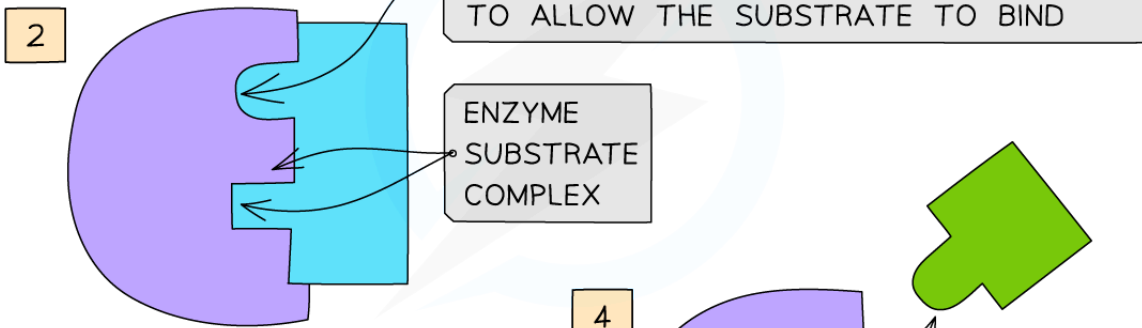 2
TO ALLOW THE SUBSTRATE TO BIND
ENZYME
SUBSTRATE
COMPLEX
4